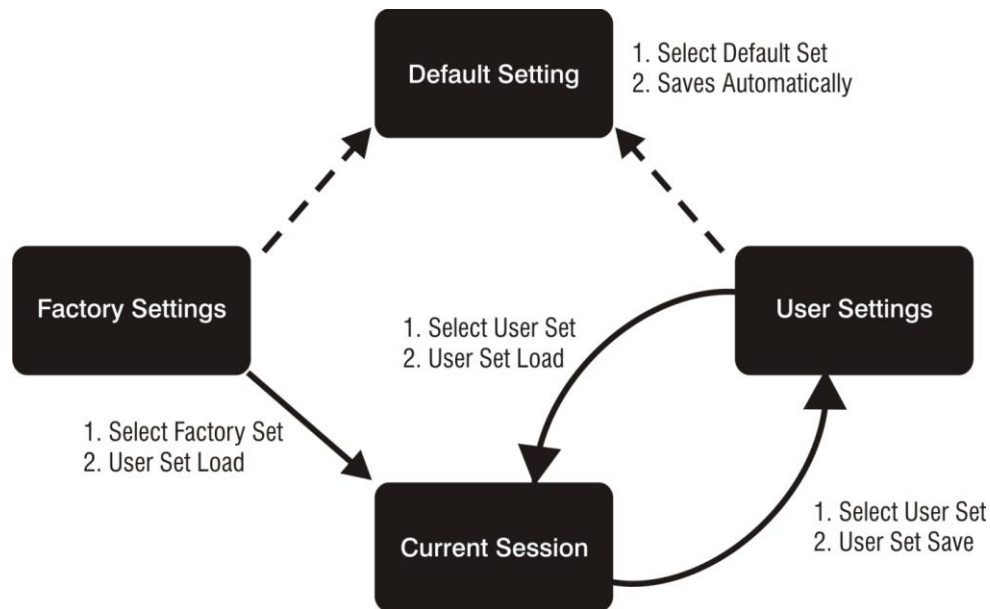 Default Setting
1. Select Default Set
2. Saves Automatically
Factory Settings
User Settings
1. Select User Set
2. User Set Load
1. Select Factory Set
2. User Set Load
Current Session
1. Select User Set
2. User Set Save